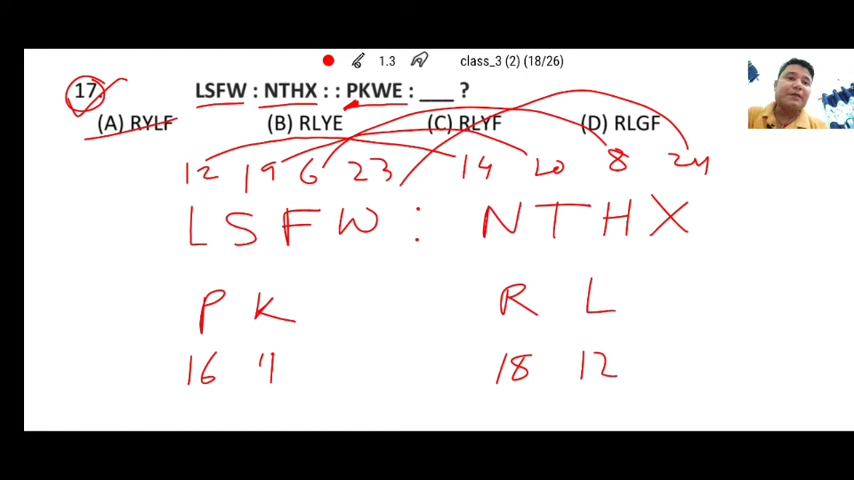 1.3 class_3 (2) (18/26)
17. LSFW : NTHX : : PKWE : ___ ?
(A) RYLF (B) RLYE (C) RLYF (D) RLGF
12 19 6 23 14 20 8 24
LSFW : NTHX
P K R L
16 11 18 12